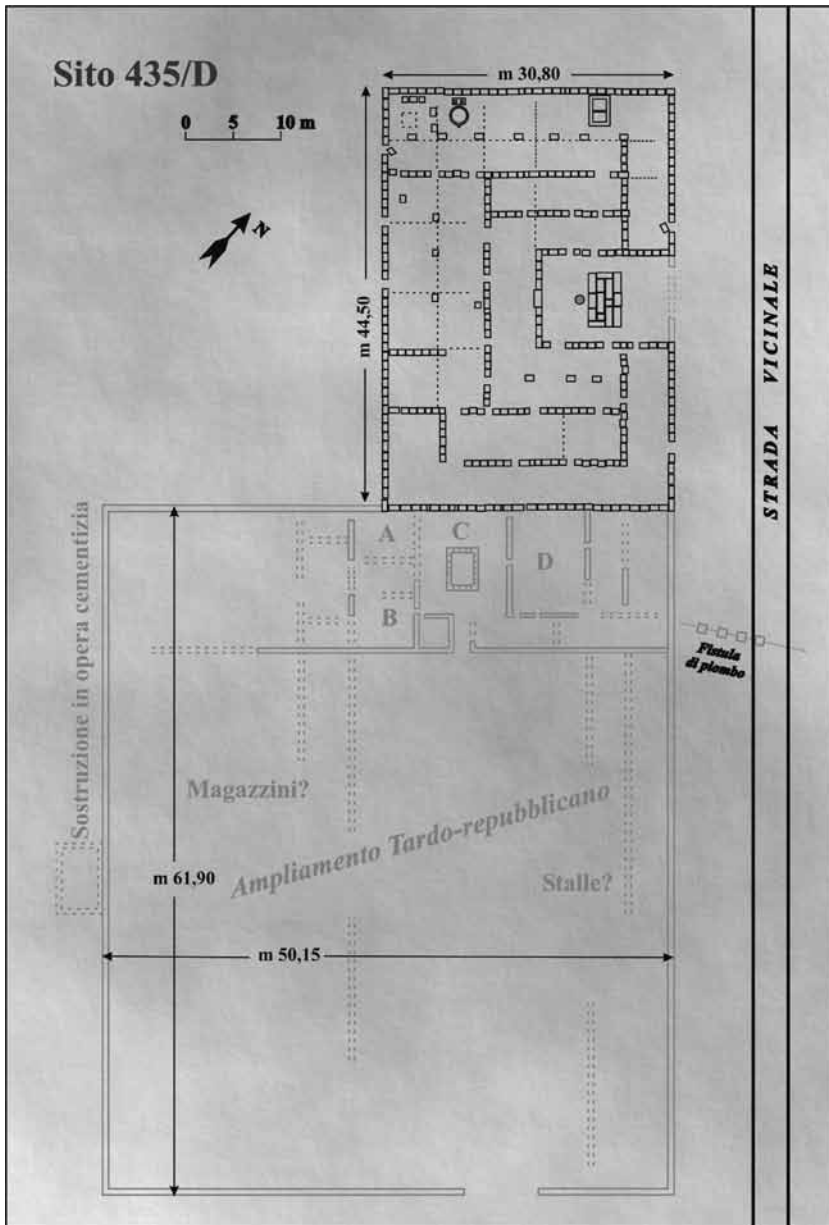 Sito 435/D
0 5 10 m
N
m 30,80
m 44,50
STRADA VICINALE
A
C
D
B
Fistula
di piombo
Sostruzione in opera cementizia
Magazzini?
Ampliamento Tardo-repubblicano
Stalle?
m 61,90
m 50,15